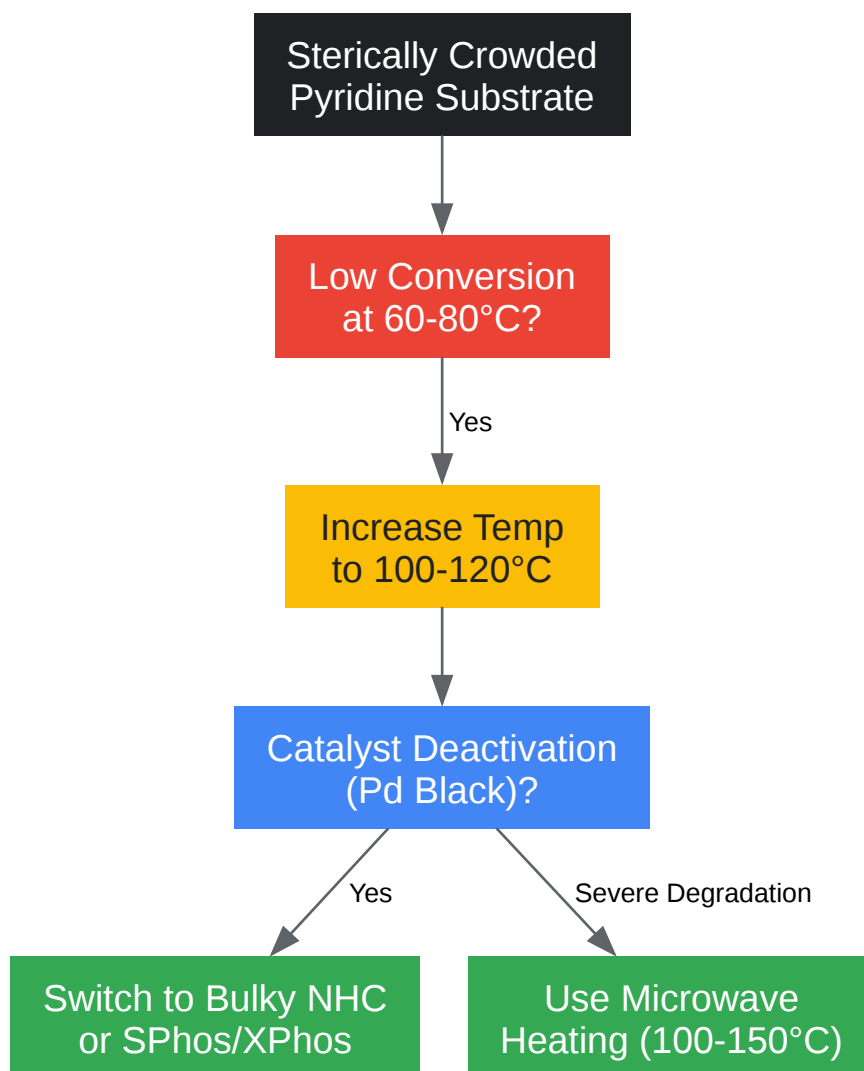 Sterically Crowded
Pyridine Substrate
Low Conversion
at 60-80°C?
Yes
Increase Temp
to 100-120°C
Catalyst Deactivation
(Pd Black)?
Yes
Severe Degradation
Switch to Bulky NHC
or SPhos/XPhos
Use Microwave
Heating (100-150°C)